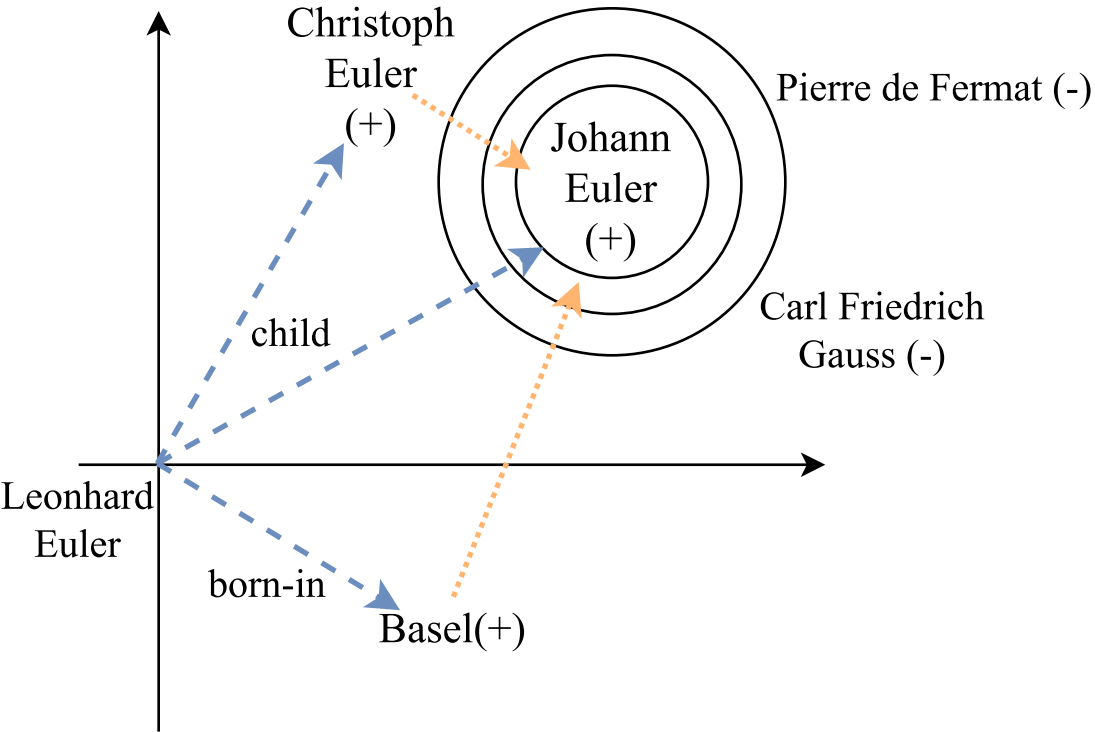 Christoph
Euler
(+)
Pierre de Fermat (-)
Johann
Euler
(+)
child
Carl Friedrich
Gauss (-)
Leonhard
Euler
born-in
Basel(+)